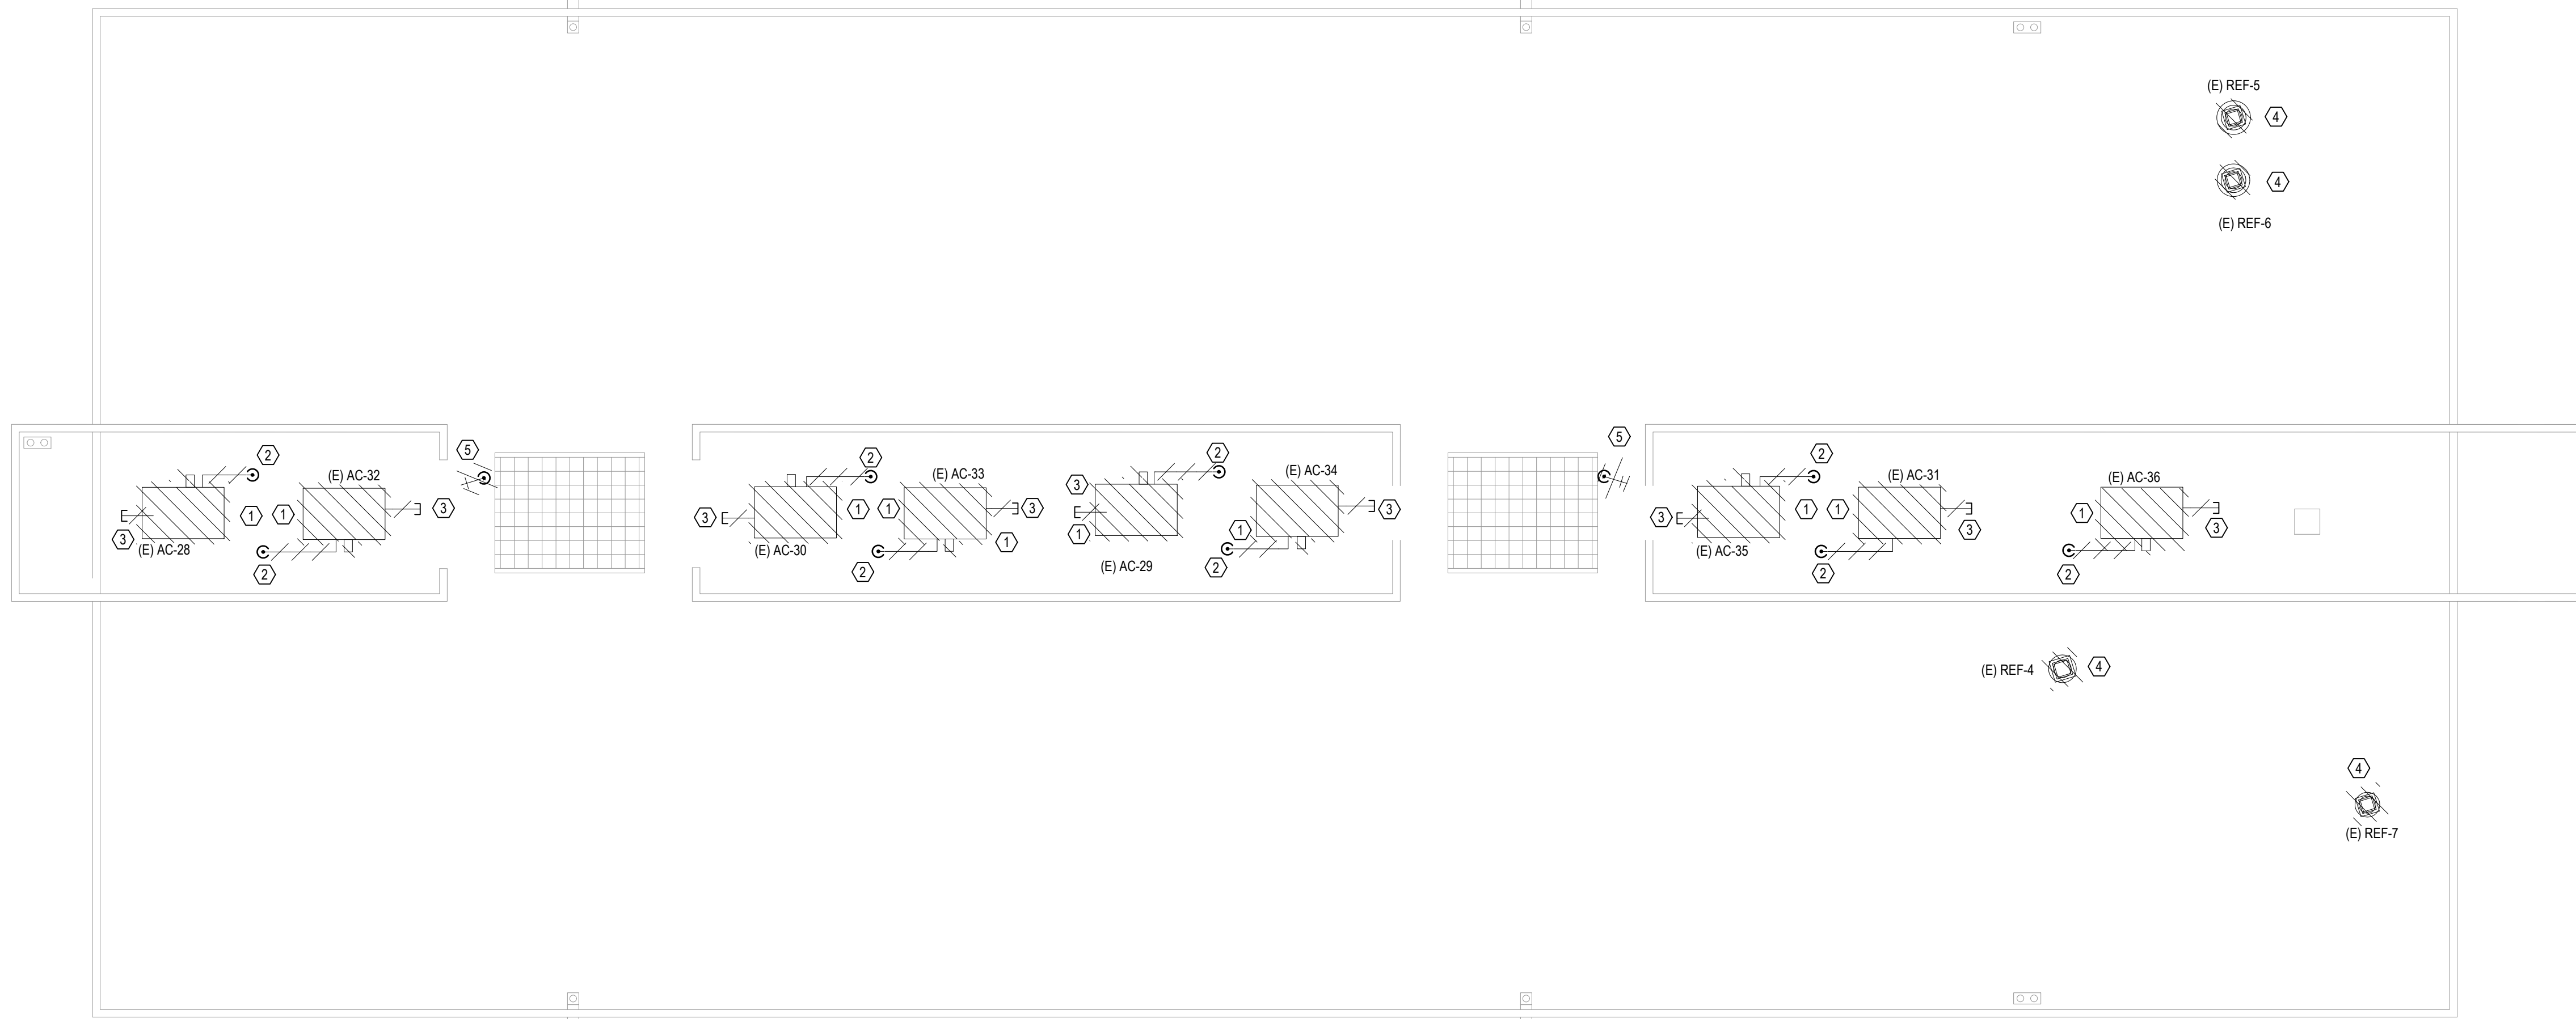 (E) REF-5
4
4
(E) REF-6
5
5
2
(E) AC-32
2
(E) AC-33
2
(E) AC-34
2
(E) AC-31
(E) AC-36
3
1
1
3
3
1
1
3
1
3
1
1
3
3
1
1
3
1
3
1
3
(E) AC-28
2
(E) AC-30
2
(E) AC-29
2
(E) AC-35
2
2
(E) REF-4
4
4
(E) REF-7